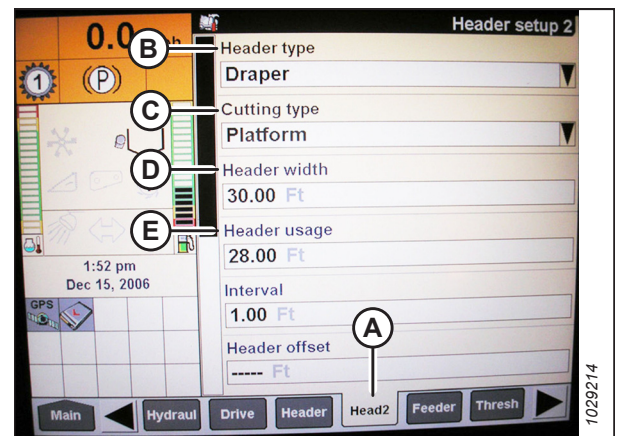 Header setup 2
0.0
B
Header type
Draper
1
(P)
C
Cutting type
Platform
D
Header width
30.00 Ft
E
Header usage
28.00 Ft
1:52 pm
Dec 15, 2006
Interval
1.00 Ft
GPS
A
Header offset
----- Ft
Main
Hydraul
Drive
Header
Head2
Feeder
Thresh
1029214